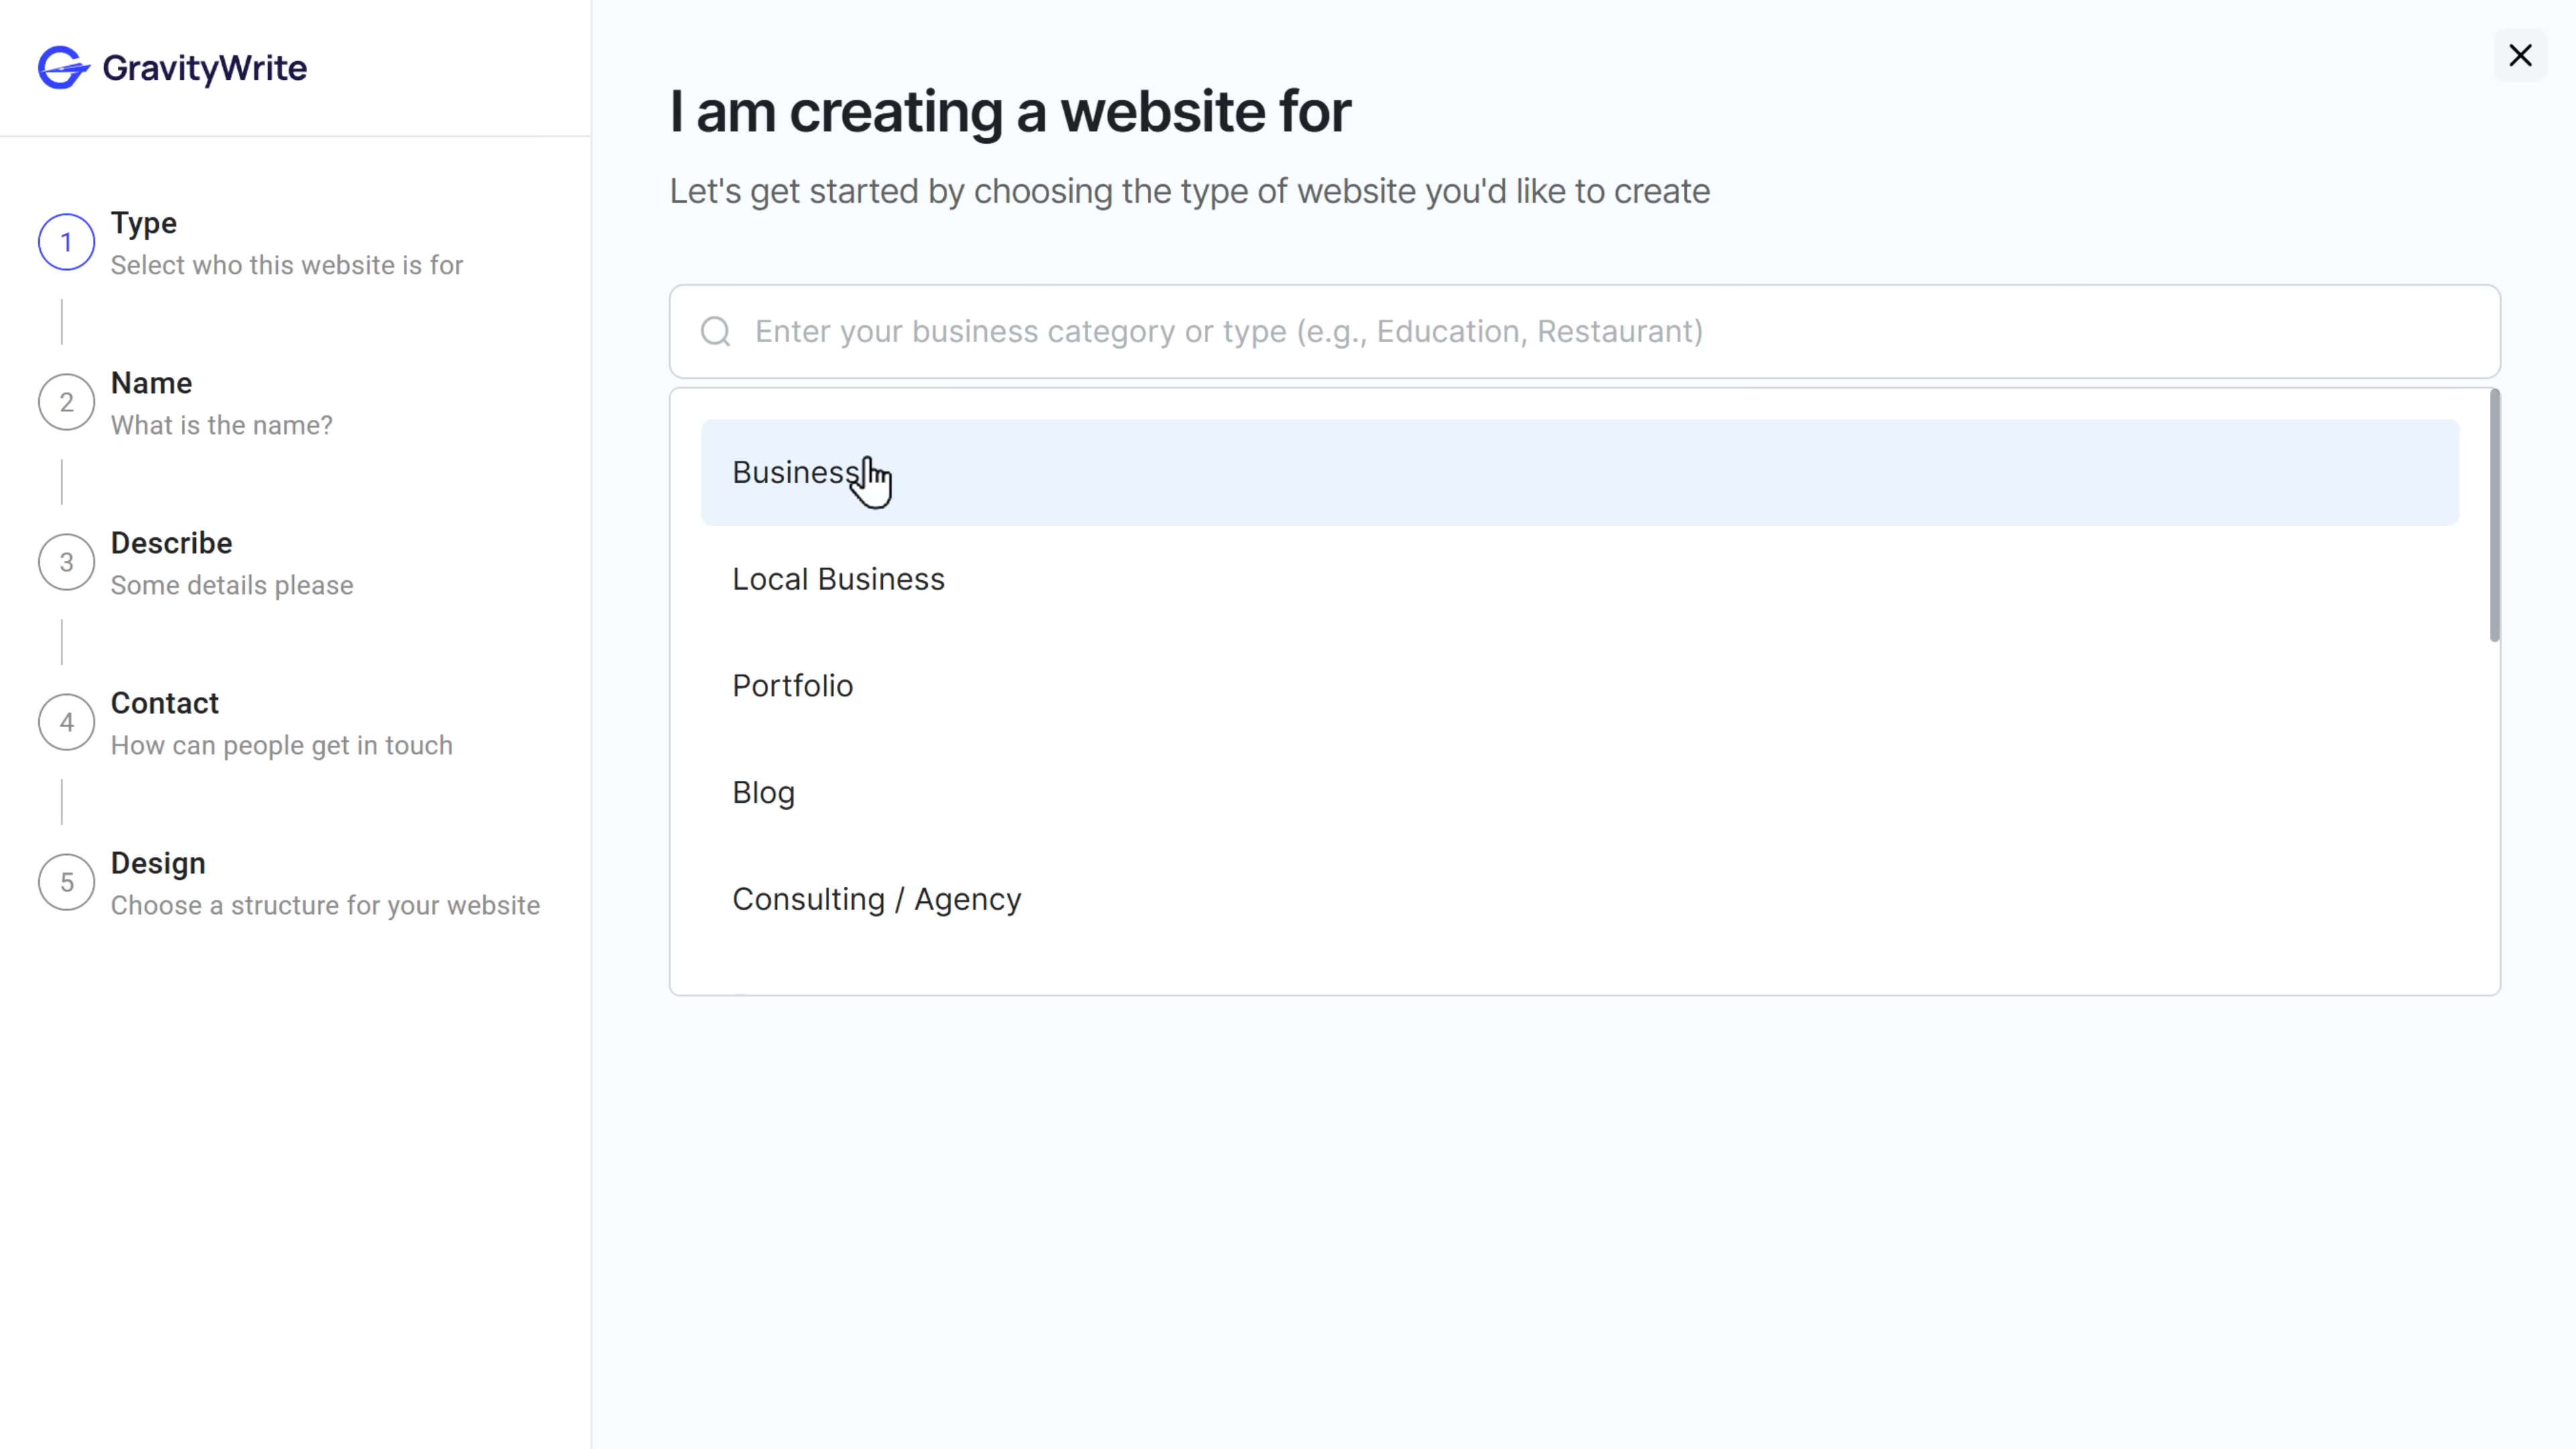 GravityWrite
1
Type
Select who this website is for
2
Name
What is the name?
3
Describe
Some details please
4
Contact
How can people get in touch
5
Design
Choose a structure for your website
I am creating a website for
Let's get started by choosing the type of website you'd like to create
Enter your business category or type (e.g., Education, Restaurant)
Business
Local Business
Portfolio
Blog
Consulting / Agency